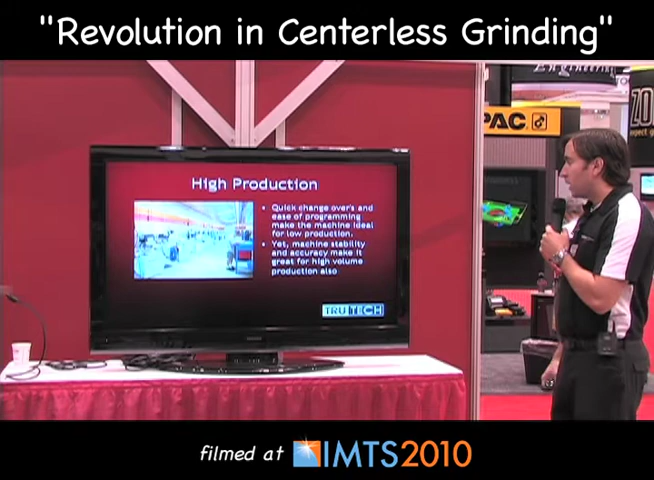 "Revolution in Centerless Grinding"
Engineering
PAC
ZO
High Production
• Quick change over's and
ease of programming
make the machine ideal
for low production.
• Yet, machine stability
and accuracy make it
great for high volume
production also
TRU TECH
filmed at IMTS2010